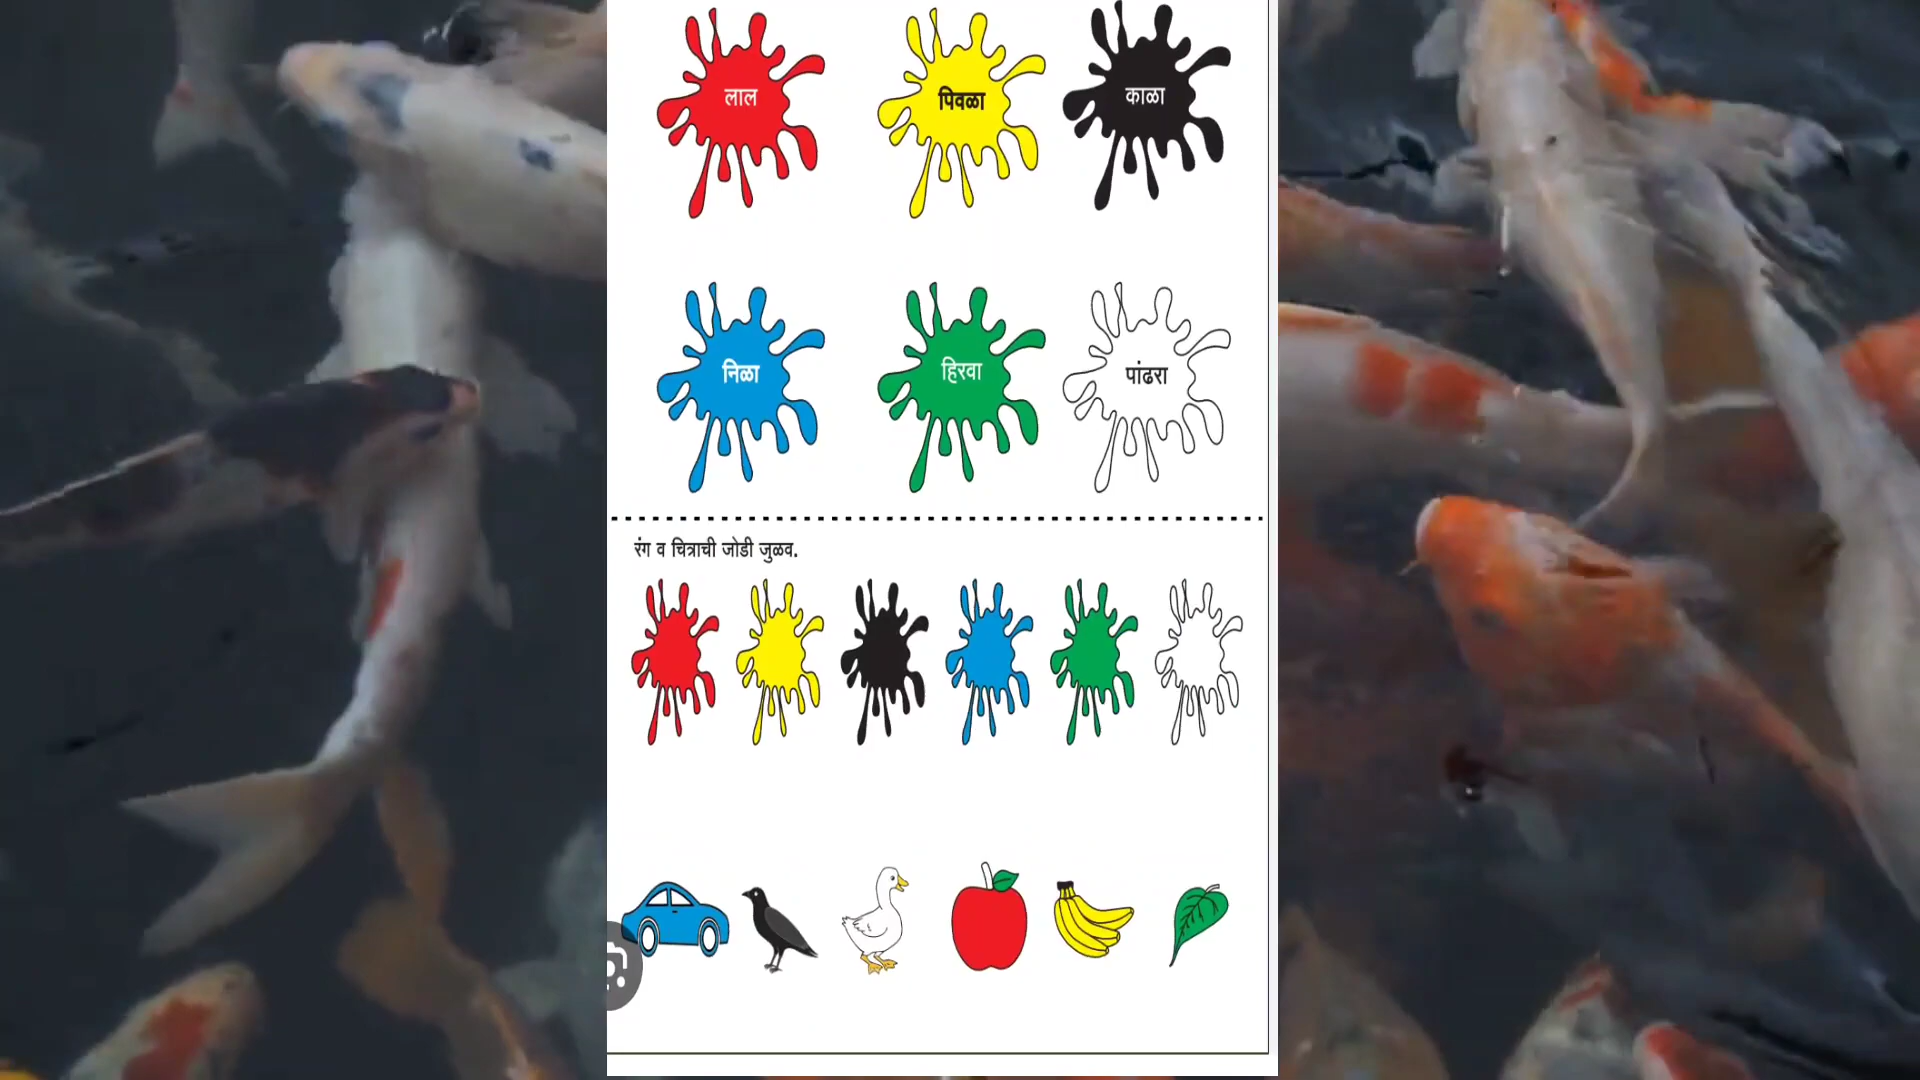 लाल
पिवळा
काळा
निळा
हिरवा
पांढरा
रंग व चित्राची जोडी जुळव.